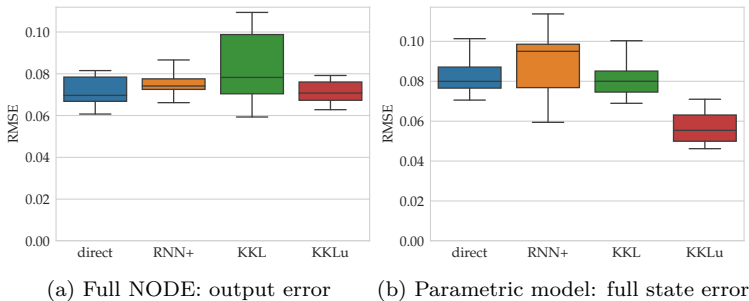 0.10
0.08
0.06
0.04
0.02
0.00
RMSE
direct RNN+ KKL KKLu
(a) Full NODE: output error
0.10
0.08
0.06
0.04
0.02
0.00
RMSE
direct RNN+ KKL KKLu
(b) Parametric model: full state error